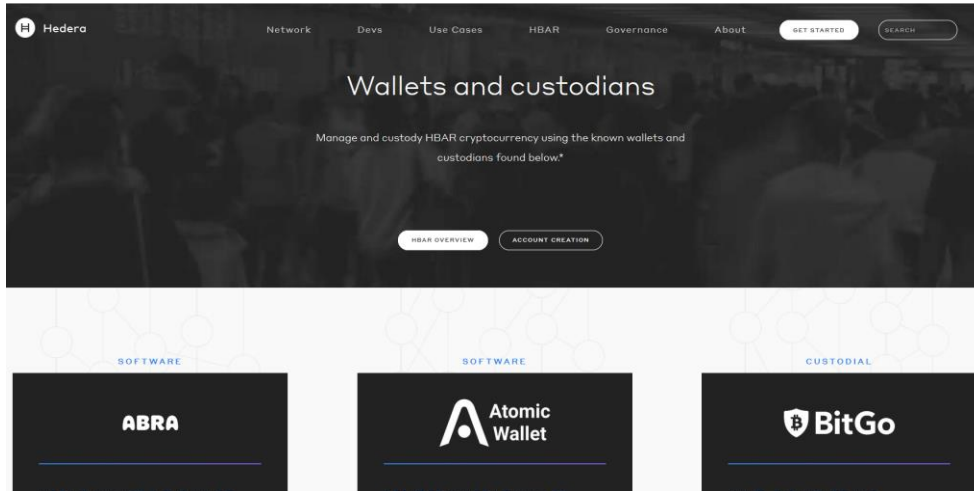 Hedera
Network Devs Use Cases HBAR Governance About GET STARTED SEARCH
Wallets and custodians
Manage and custody HBAR cryptocurrency using the known wallets and
custodians found below.*
HBAR OVERVIEW ACCOUNT CREATION
SOFTWARE SOFTWARE CUSTODIAL
ABRA
Atomic
Wallet
BitGo